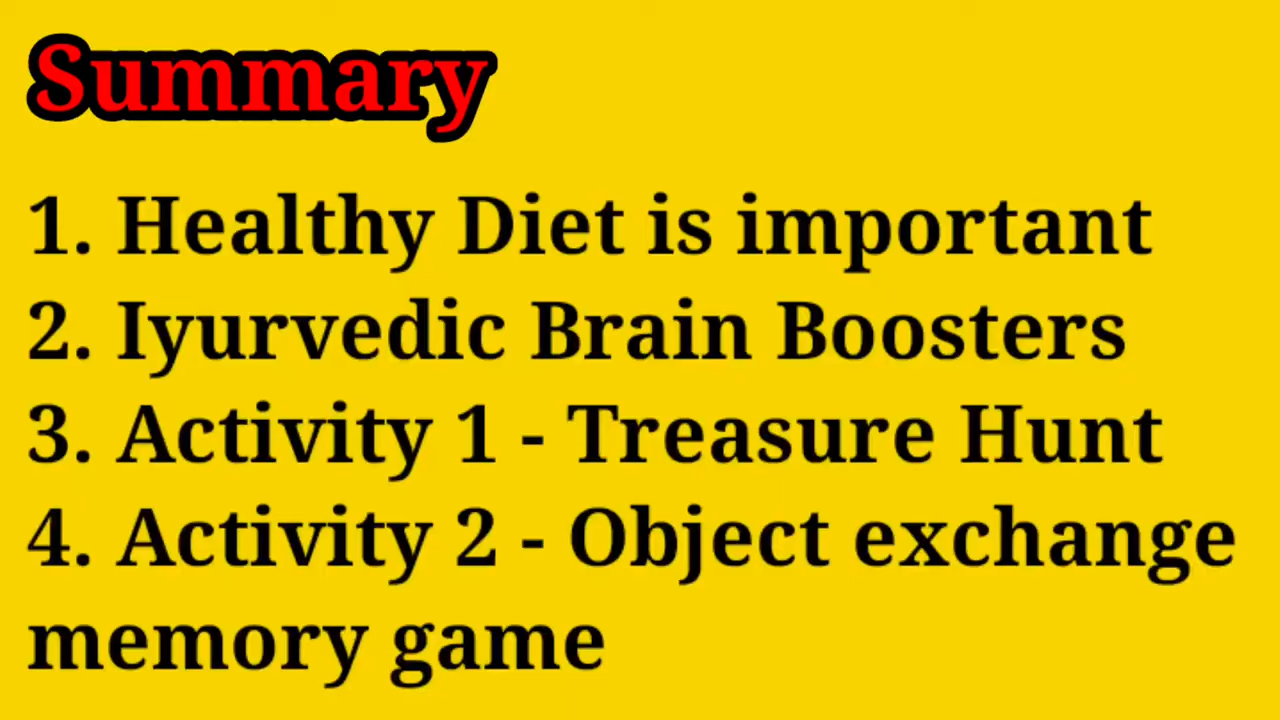 Summary
1. Healthy Diet is important
2. Iyurvedic Brain Boosters
3. Activity 1 - Treasure Hunt
4. Activity 2 - Object exchange
memory game